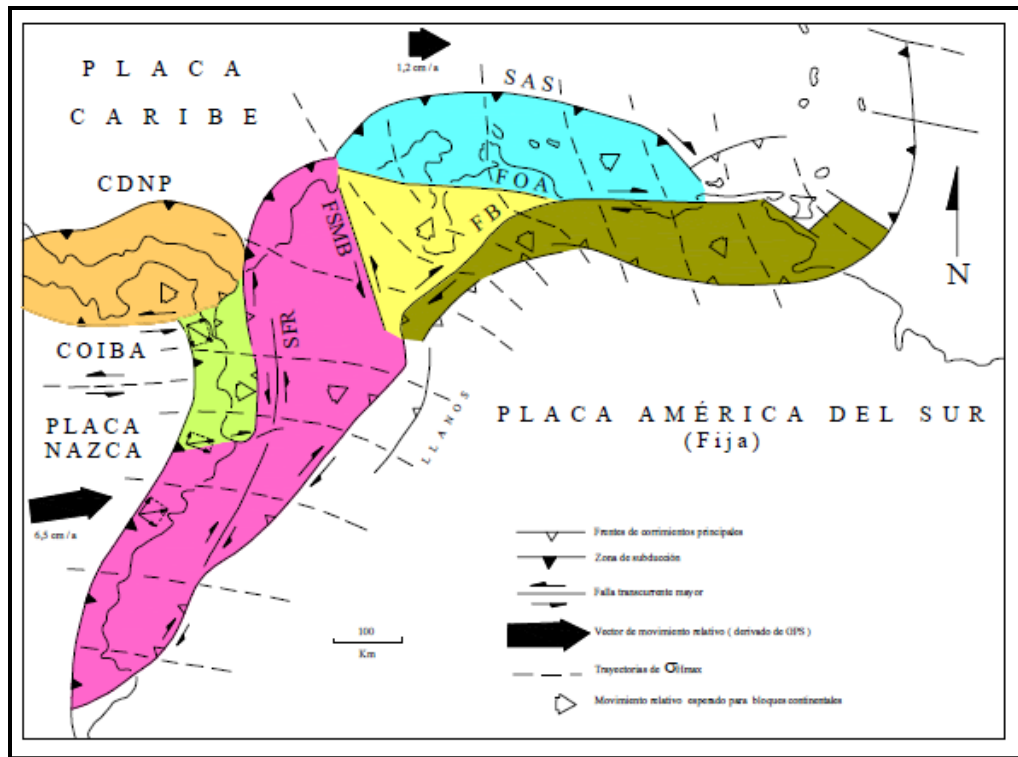 PLACA
CARIBE
1,2 cm / a
SAS
CDNP
FOA
FSMB
FB
N
SFR
COIBA
PLACA
NAZCA
LLANOS
PLACA AMÉRICA DEL SUR
(Fija)
6,5 cm / a
100
Km
Frentes de corrimientos principales
Zona de subducción
Falla transcurrente mayor
Vector de movimiento relativo ( derivado de GPS )
Trayectorias de σHmax
Movimiento relativo esperado para bloques continentales